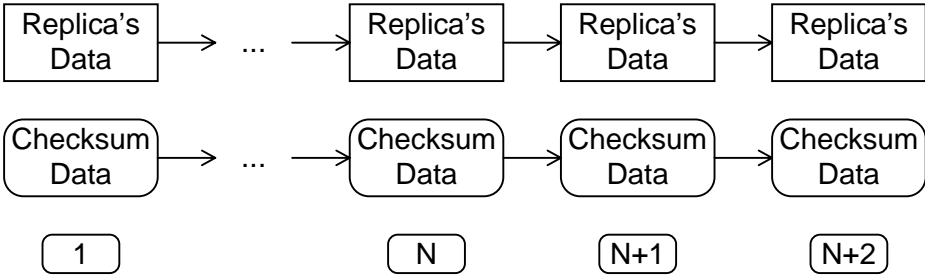 Replica’s
Data
...
Replica’s
Data
Replica’s
Data
Replica’s
Data
Checksum
Data
...
Checksum
Data
Checksum
Data
Checksum
Data
1
N
N+1
N+2